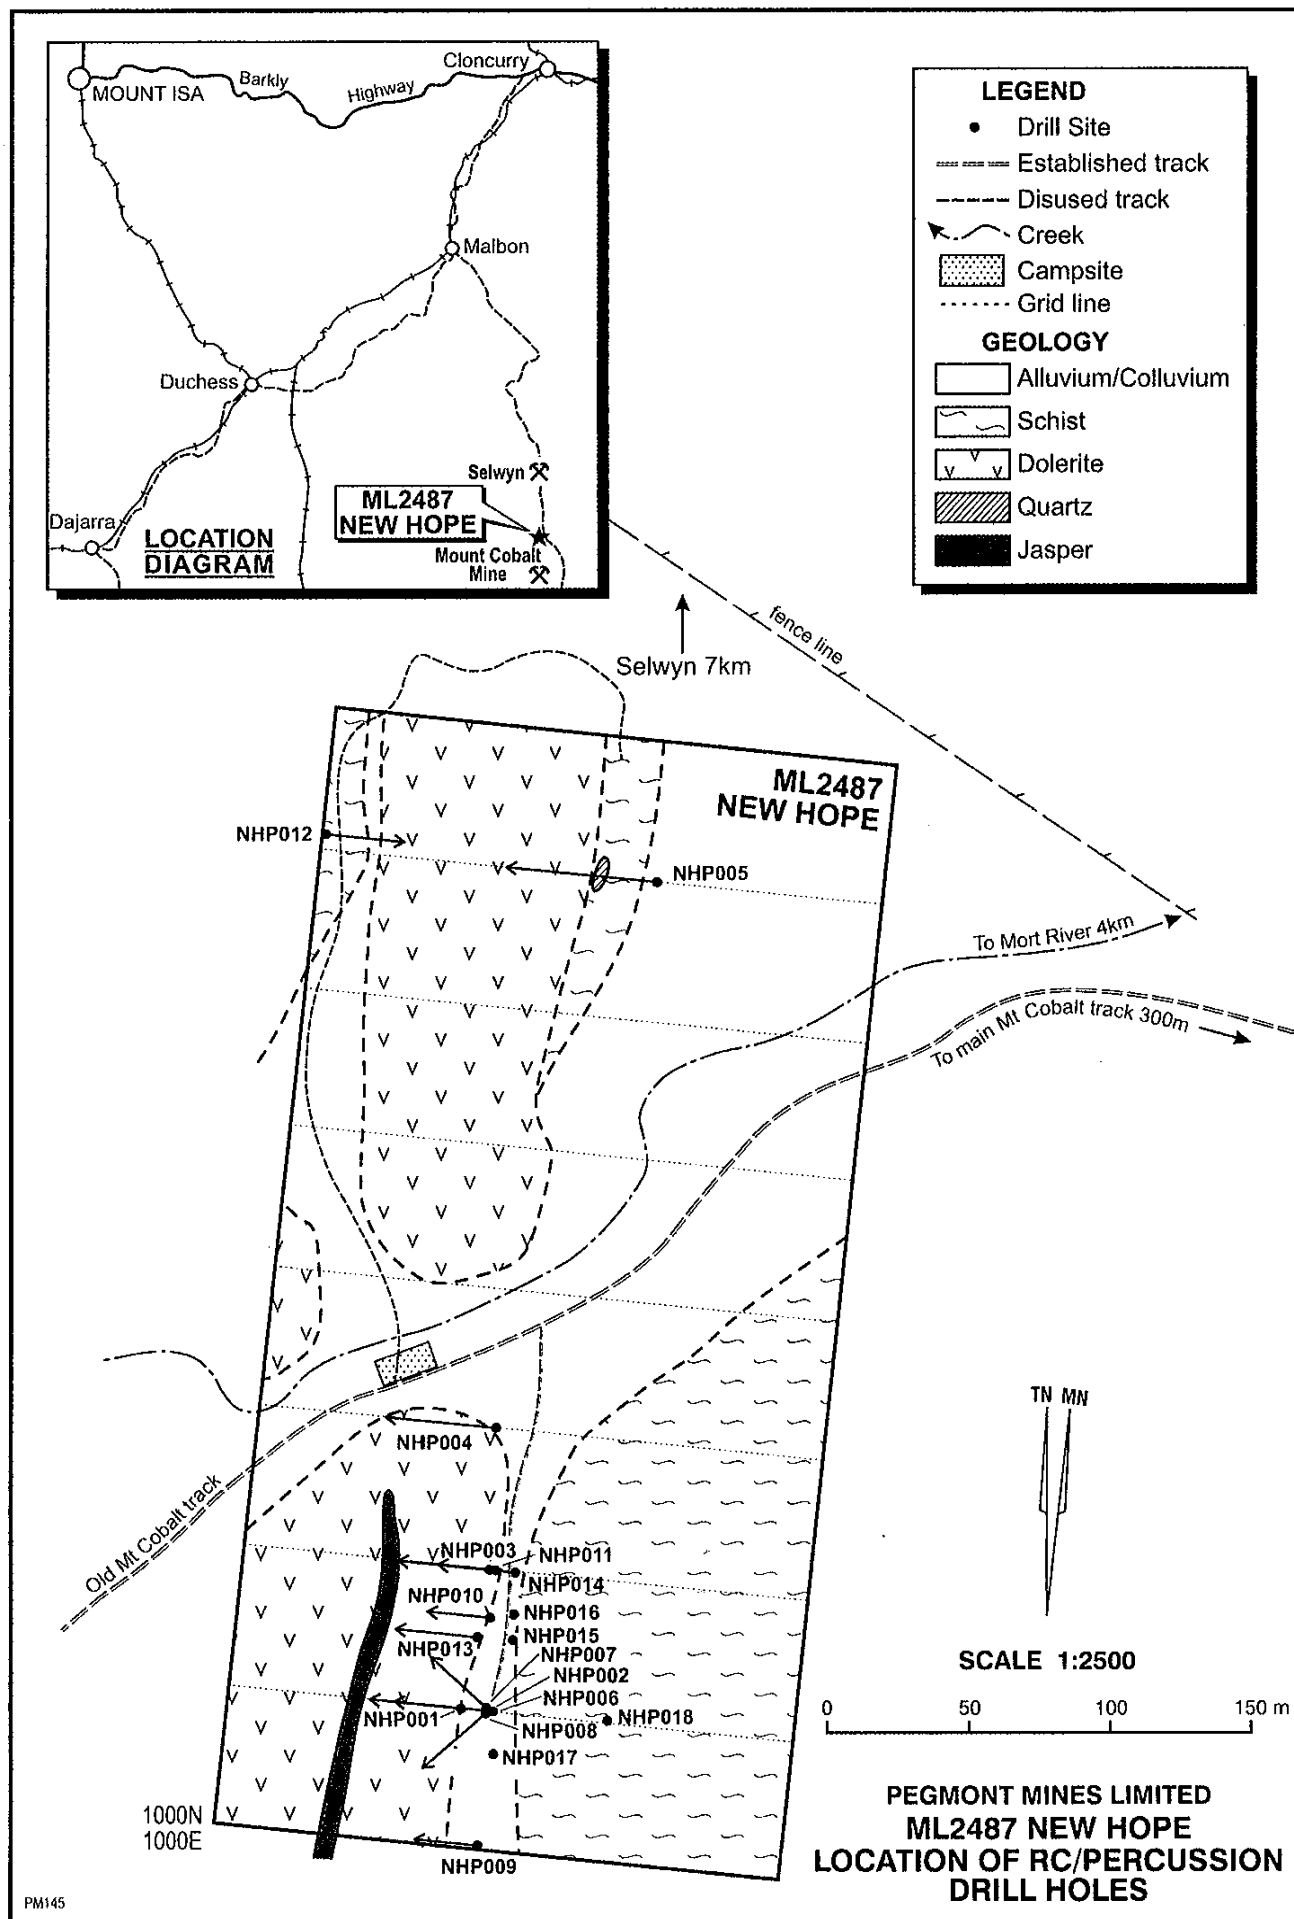 Cloncurry
Barkly
Highway
MOUNT ISA
Malbon
Duchess
Selwyn
ML2487
NEW HOPE
Dajarra
LOCATION
DIAGRAM
Mount Cobalt
Mine
LEGEND
Drill Site
Established track
Disused track
Creek
Campsite
Grid line
GEOLOGY
Alluvium/Colluvium
Schist
Dolerite
Quartz
Jasper
fence line
Selwyn 7km
ML2487
NEW HOPE
NHP012
NHP005
To Mort River 4km
To main Mt Cobalt track 300m
TN MN
NHP004
Old Mt Cobalt track
NHP003
NHP011
NHP014
NHP010
NHP016
NHP015
NHP013
NHP007
NHP002
NHP006
NHP001
NHP008
NHP018
NHP017
SCALE 1:2500
0 50 100 150 m
1000N
1000E
NHP009
PEGMONT MINES LIMITED
ML2487 NEW HOPE
LOCATION OF RC/PERCUSSION
DRILL HOLES
PM145